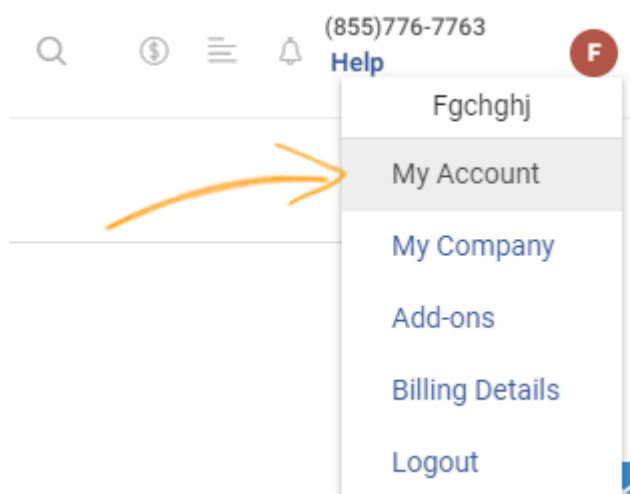 (855)776-7763
Help
F
Fgchghj
My Account
My Company
Add-ons
Billing Details
Logout